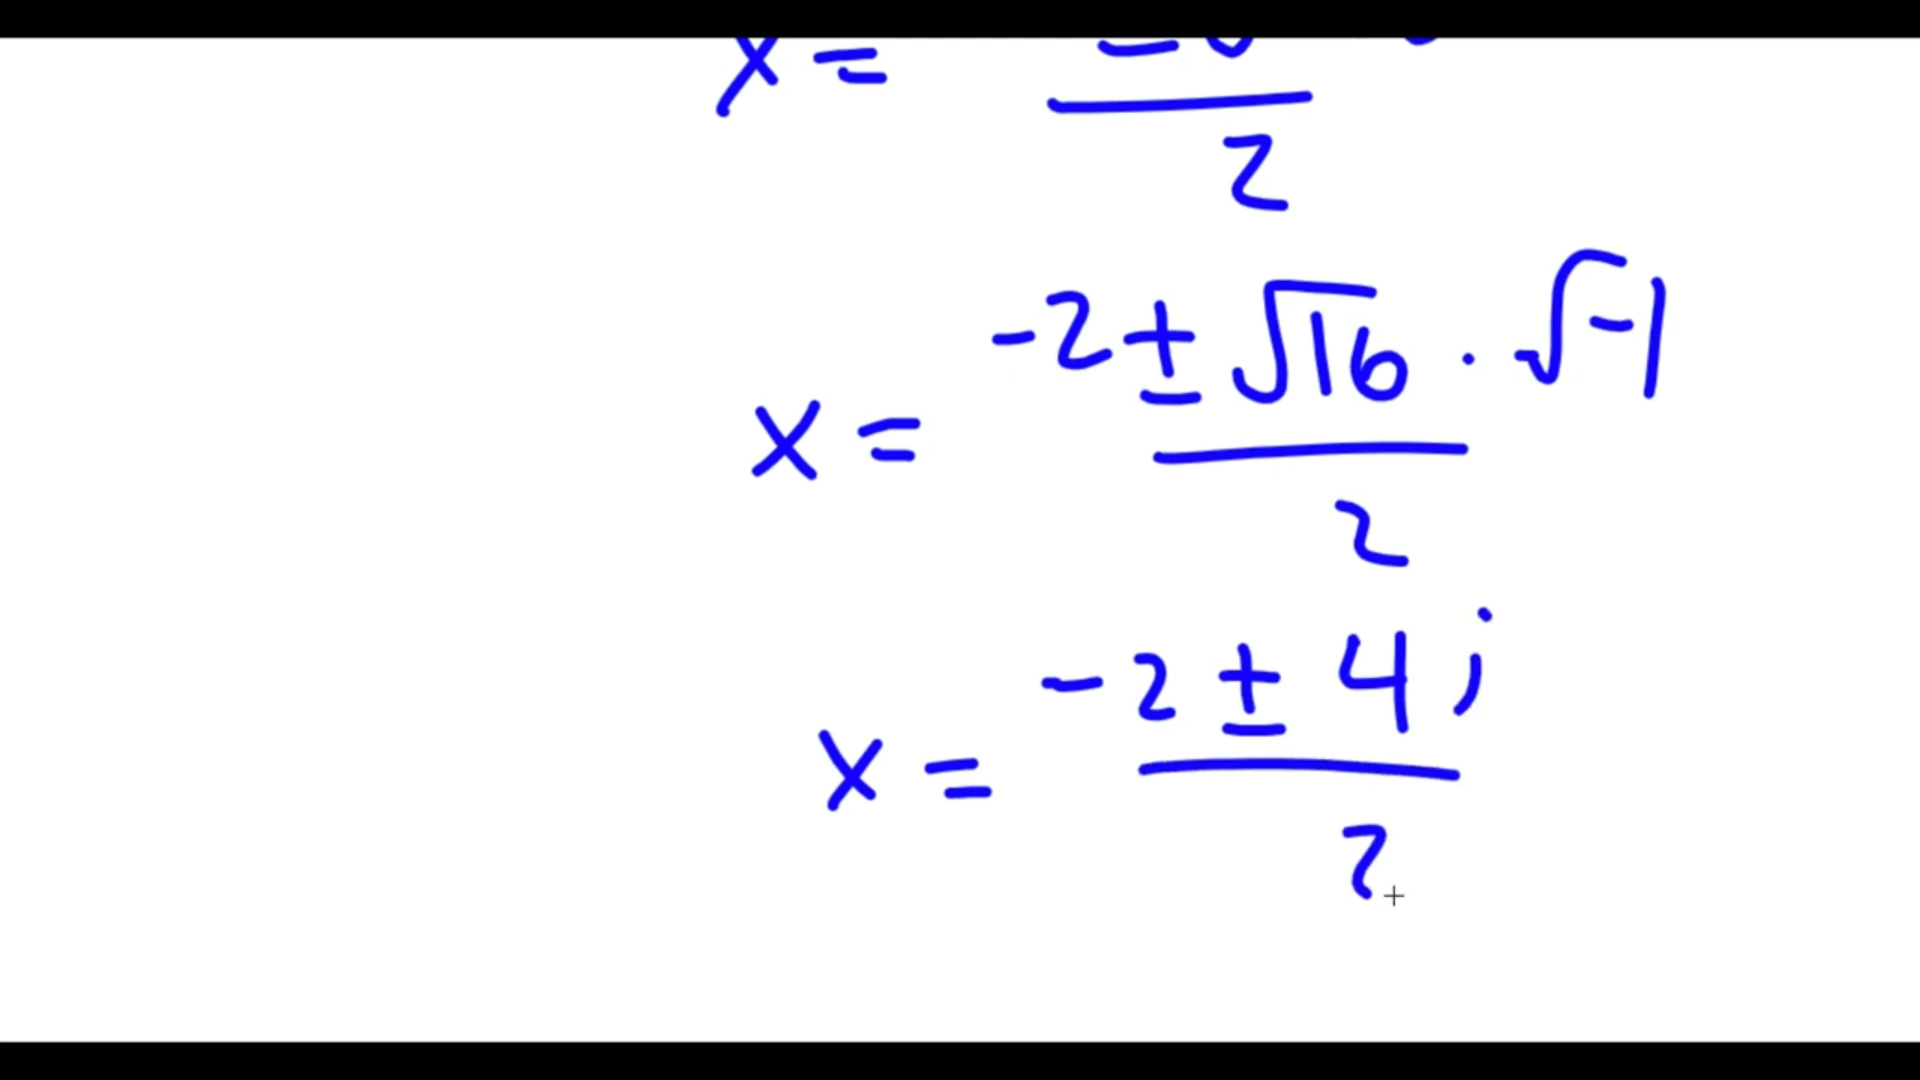 x =
2
-2 ± √16 · √-1
x =
2
-2 ± 4i
x =
2